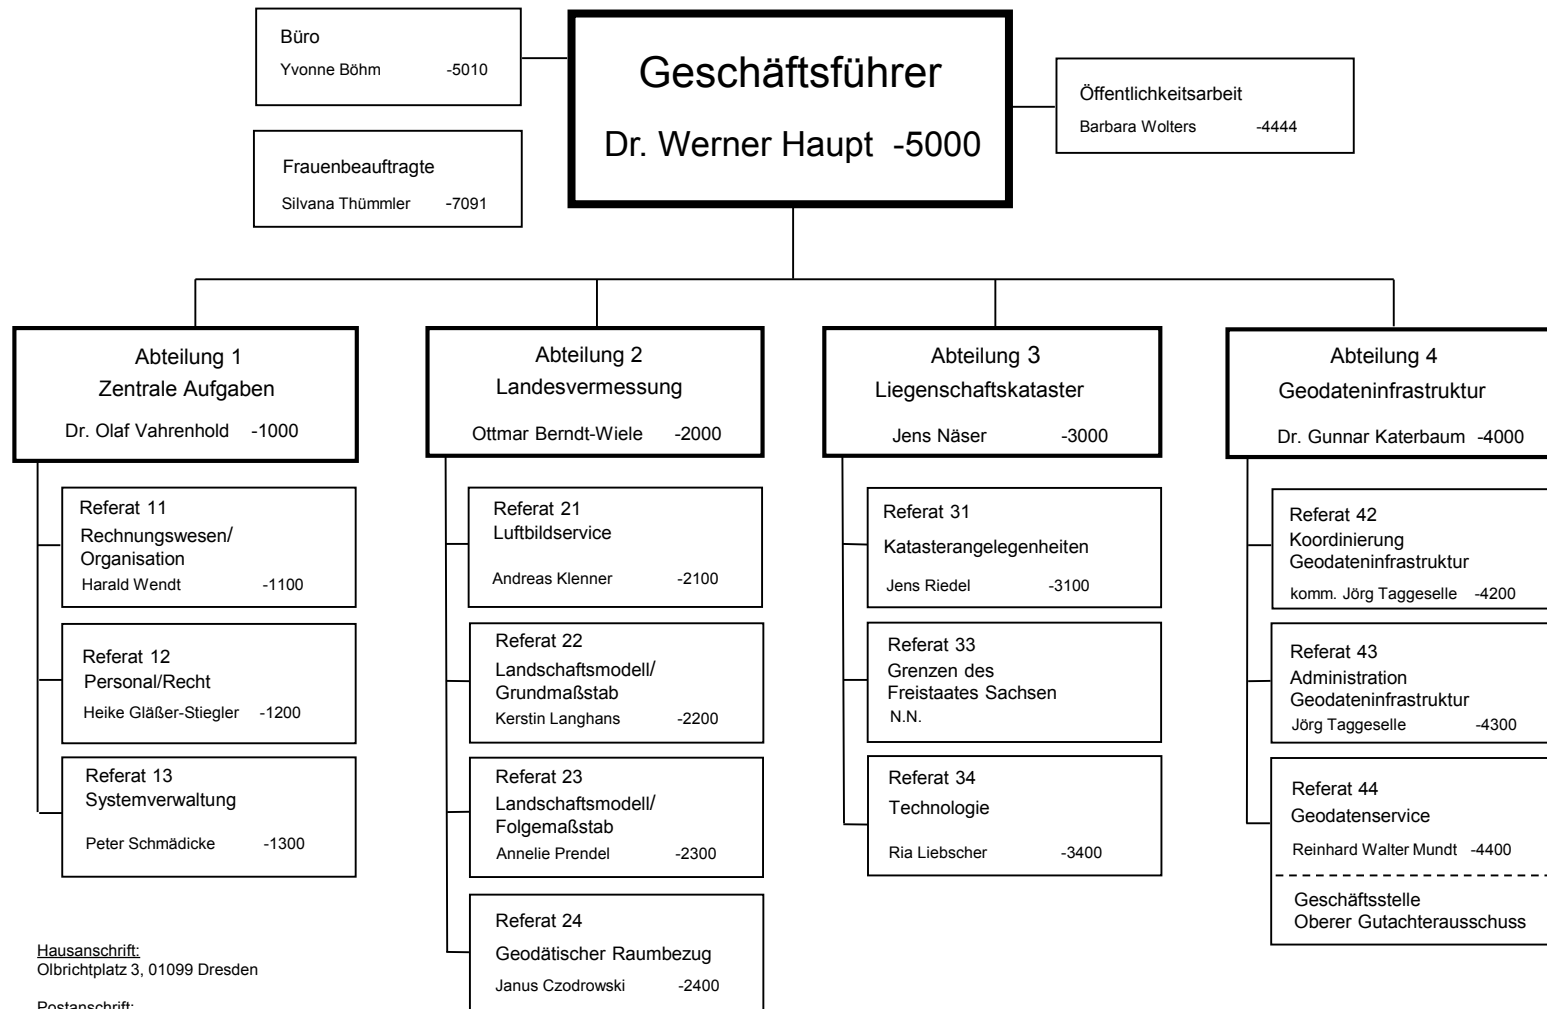 Büro
Yvonne Böhm -5010
Geschäftsführer
Dr. Werner Haupt -5000
Öffentlichkeitsarbeit
Barbara Wolters -4444
Frauenbeauftragte
Silvana Thümmler -7091
Abteilung 1
Zentrale Aufgaben
Dr. Olaf Vahrenhold -1000
Referat 11
Rechnungswesen/
Organisation
Harald Wendt -1100
Referat 12
Personal/Recht
Heike Gläßer-Stiegler -1200
Referat 13
Systemverwaltung
Peter Schmädicke -1300
Abteilung 2
Landesvermessung
Ottmar Berndt-Wiele -2000
Referat 21
Luftbildservice
Andreas Klenner -2100
Referat 22
Landschaftsmodell/
Grundmaßstab
Kerstin Langhans -2200
Referat 23
Landschaftsmodell/
Folgemaßstab
Annelie Prendel -2300
Referat 24
Geodätischer Raumbezug
Janus Czodrowski -2400
Abteilung 3
Liegenschaftskataster
Jens Näser -3000
Referat 31
Katasterangelegenheiten
Jens Riedel -3100
Referat 33
Grenzen des
Freistaates Sachsen
N.N.
Referat 34
Technologie
Ria Liebscher -3400
Abteilung 4
Geodateninfrastruktur
Dr. Gunnar Katerbaum -4000
Referat 42
Koordinierung
Geodateninfrastruktur
komm. Jörg Taggeselle -4200
Referat 43
Administration
Geodateninfrastruktur
Jörg Taggeselle -4300
Referat 44
Geodatenservice
Reinhard Walter Mundt -4400
Geschäftsstelle
Oberer Gutachterausschuss
Hausanschrift:
Olbrichtplatz 3, 01099 Dresden
Postanschrift: